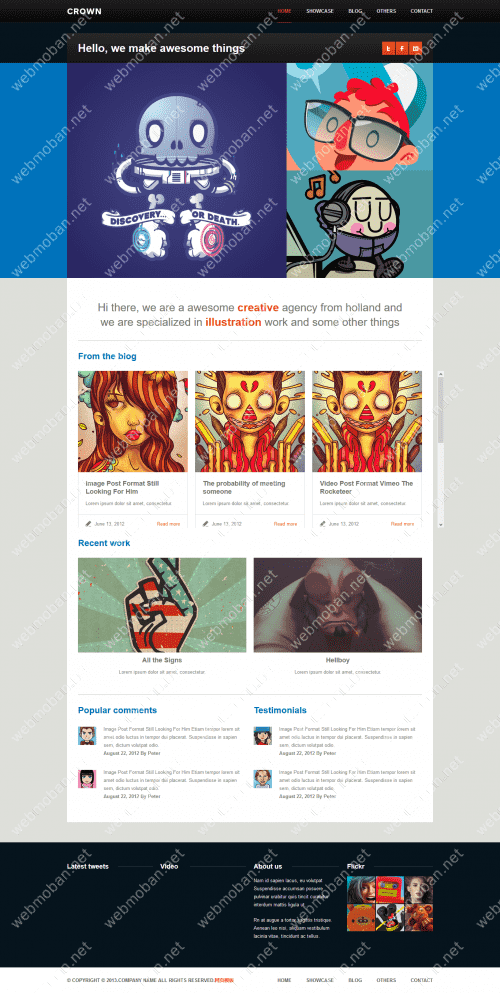 CROWN
HOME SHOWCASE BLOG OTHERS CONTACT
Hello, we make awesome things
DISCOVERY... OR DEATH
Hi there, we are a awesome creative agency from holland and
we are specialized in illustration work and some other things
From the blog
Image Post Format Still
Looking For Him
Lorem ipsum dolor sit amet, consectetur
June 13, 2012 Read more
The probability of meeting
someone
Lorem ipsum dolor sit amet, consectetur
June 13, 2012 Read more
Video Post Format Vimeo The
Rocketeer
Lorem ipsum dolor sit amet, consectetur
June 13, 2012 Read more
Recent work
All the Signs
Lorem ipsum dolor sit amet, consectetur
Hellboy
Lorem ipsum dolor sit amet, consectetur
Popular comments
Image Post Format Still Looking For Him Etiam tempor lorem sit
amet odio luctus in tempor dui placerat. Suspendisse in sapien
sem, dictum volutpat odio.
August 22, 2012 By Peter
Image Post Format Still Looking For Him Etiam tempor lorem sit
amet odio luctus in tempor dui placerat. Suspendisse in sapien
sem, dictum volutpat odio.
August 22, 2012 By Peter
Testimonials
Image Post Format Still Looking For Him Etiam tempor lorem sit
amet odio luctus in tempor dui placerat. Suspendisse in sapien
sem, dictum volutpat odio.
August 22, 2012 By Peter
Image Post Format Still Looking For Him Etiam tempor lorem sit
amet odio luctus in tempor dui placerat. Suspendisse in sapien
sem, dictum volutpat odio.
August 22, 2012 By Peter
Latest tweets
Video
About us
Nam id sapien lacus, eu volutpat
Suspendisse accumsan posuere
pulvinar urabitur quis tincidunt
interdum mattis ligula ut
Rn at augue a tortor sagittis tristique.
Aenean leo nisi, aliquam vestibulum
lacinia vitae, tincidunt ac tellus.
Flickr
© COPYRIGHT © 2013.COMPANY NAME ALL RIGHTS RESERVED.
HOME SHOWCASE BLOG OTHERS CONTACT
webmoban.net